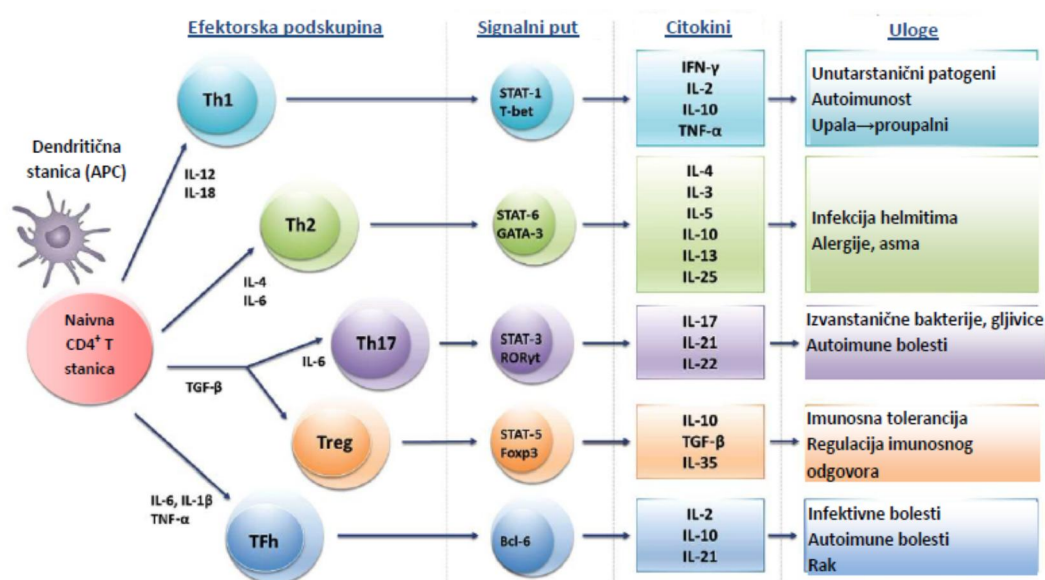 Efektorska podskupina
Signalni put
Citokini
Uloge
Dendritična
stanica (APC)
Naivna
CD4⁺ T
stanica
IL-12
IL-18
Th1
STAT-1
T-bet
IFN-γ
IL-2
IL-10
TNF-α
Unutarstanični patogeni
Autoimunost
Upala→proupalni
IL-4
IL-6
Th2
STAT-6
GATA-3
IL-4
IL-3
IL-5
IL-10
IL-13
IL-25
Infekcija helmitima
Alergije, asma
TGF-β
IL-6
Th17
STAT-3
RORγt
IL-17
IL-21
IL-22
Izvanstanične bakterije, gljivice
Autoimune bolesti
Treg
STAT-5
Foxp3
IL-10
TGF-β
IL-35
Imunosna tolerancija
Regulacija imunosnog
odgovora
IL-6, IL-1β
TNF-α
TFh
Bcl-6
IL-2
IL-10
IL-21
Infektivne bolesti
Autoimune bolesti
Rak